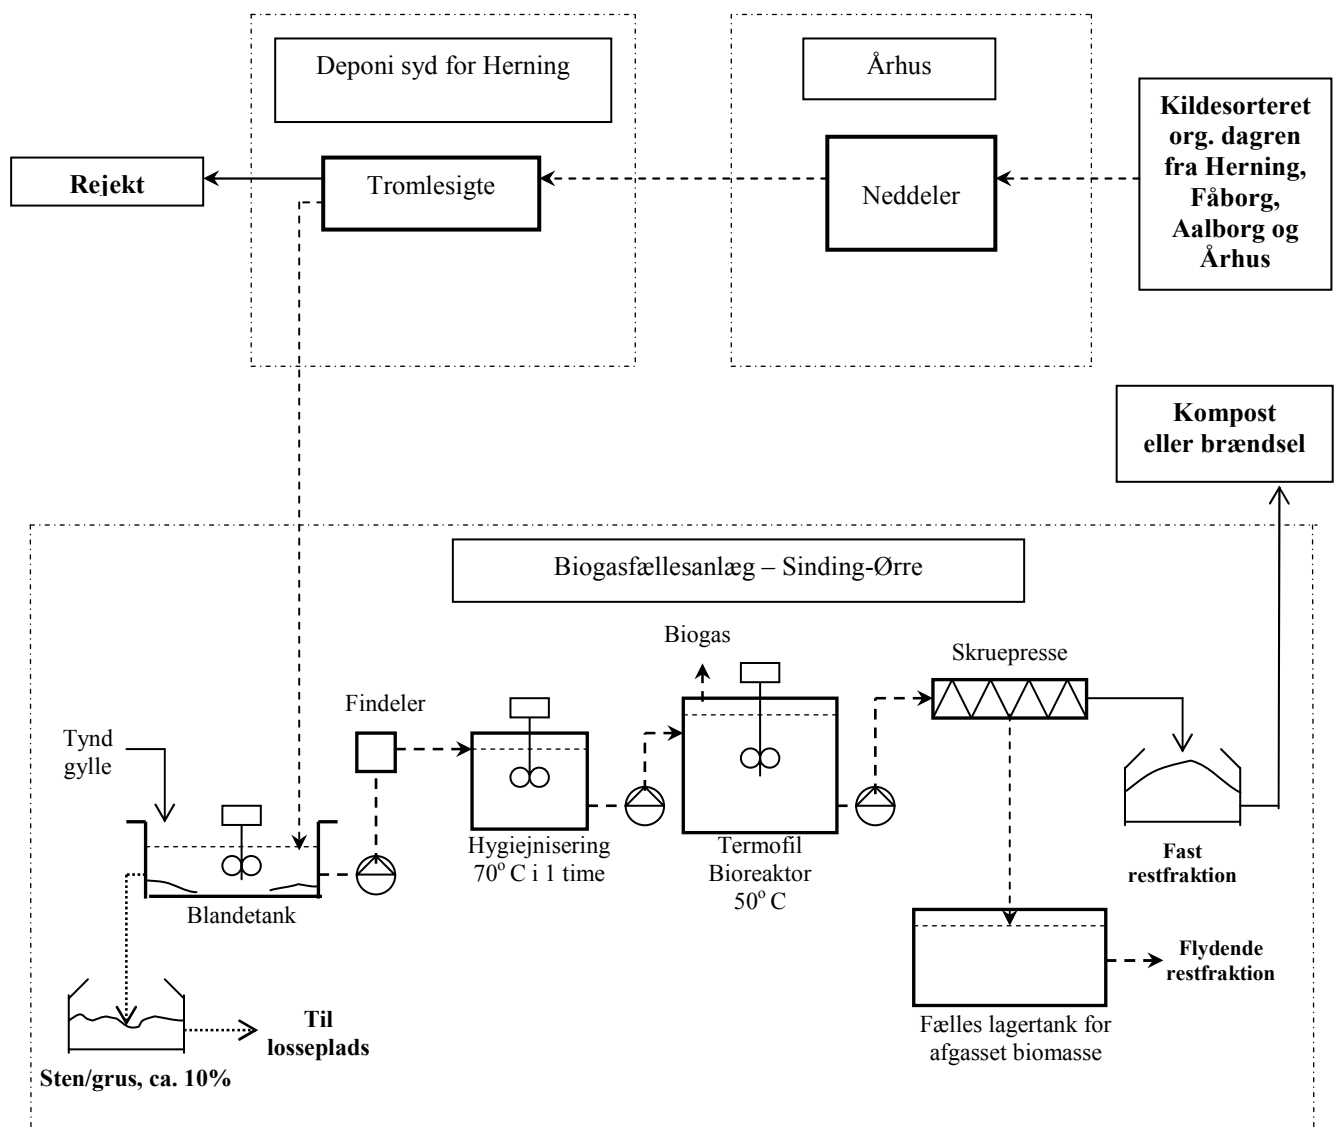 Deponi syd for Herning
Århus
Kildesorteret
org. dagren
fra Herning,
Fåborg,
Aalborg og
Århus
Rejekt
Tromlesigte
Neddeler
Kompost
eller brændsel
Biogasfællesanlæg – Sinding-Ørre
Biogas
Skruepresse
Findeler
Tynd
gylle
Hygiejnisering
70° C i 1 time
Termofil
Bioreaktor
50° C
Fast
restfraktion
Blandetank
Flydende
restfraktion
Til
losseplads
Fælles lagertank for
afgasset biomasse
Sten/grus, ca. 10%